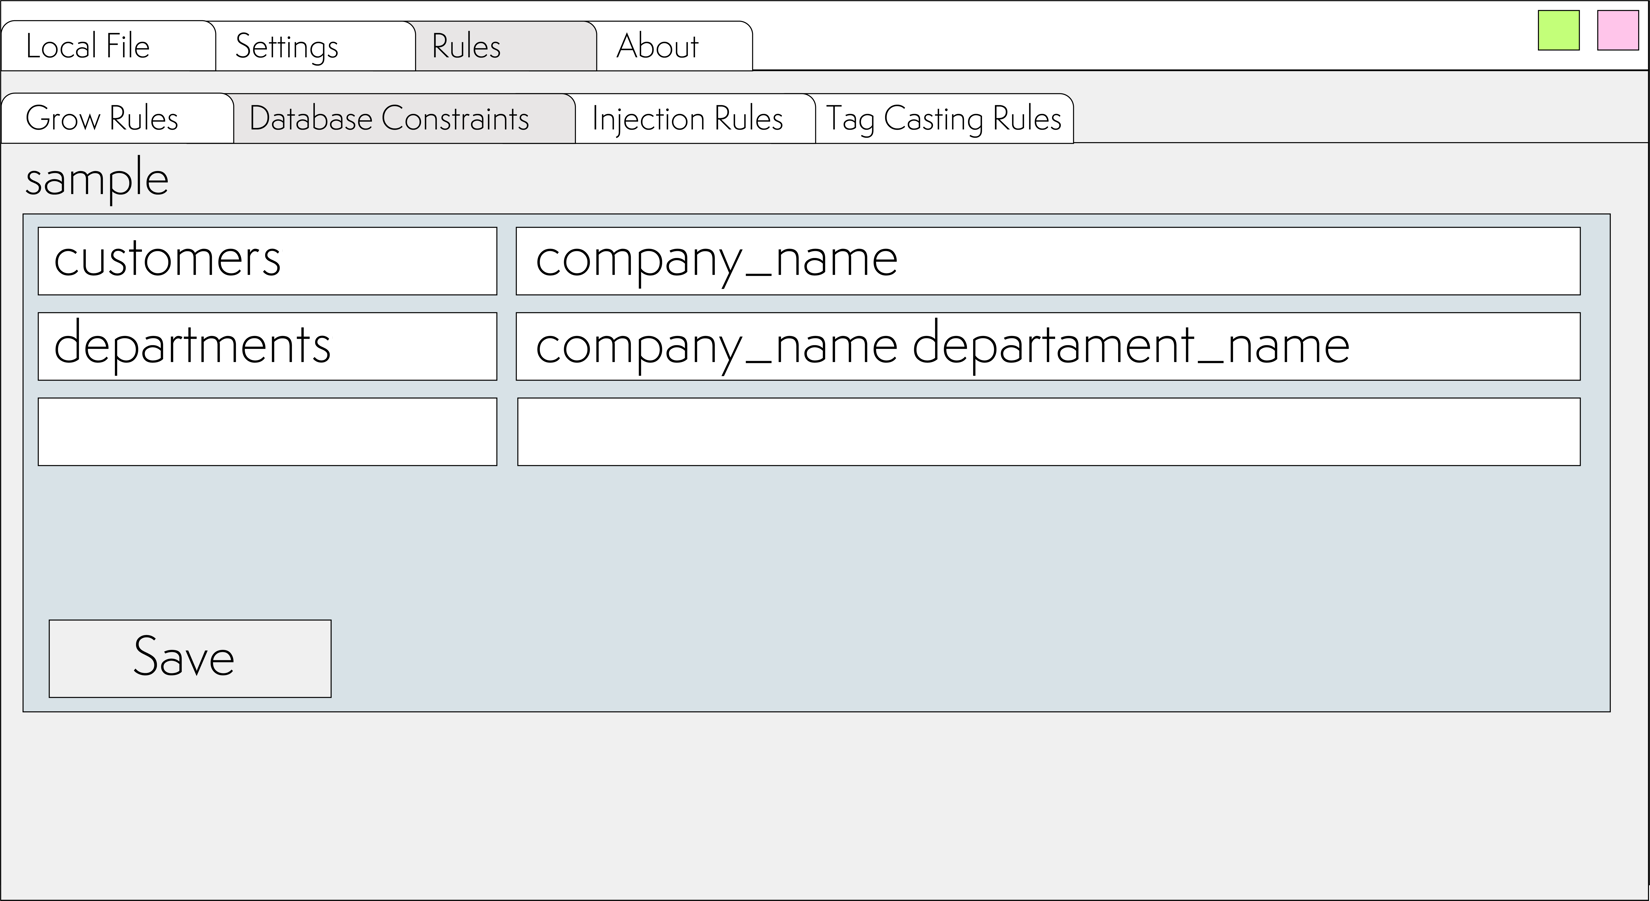 Local File Settings Rules About
Grow Rules Database Constraints Injection Rules Tag Casting Rules
sample
customers company_name
departments company_name departament_name
Save